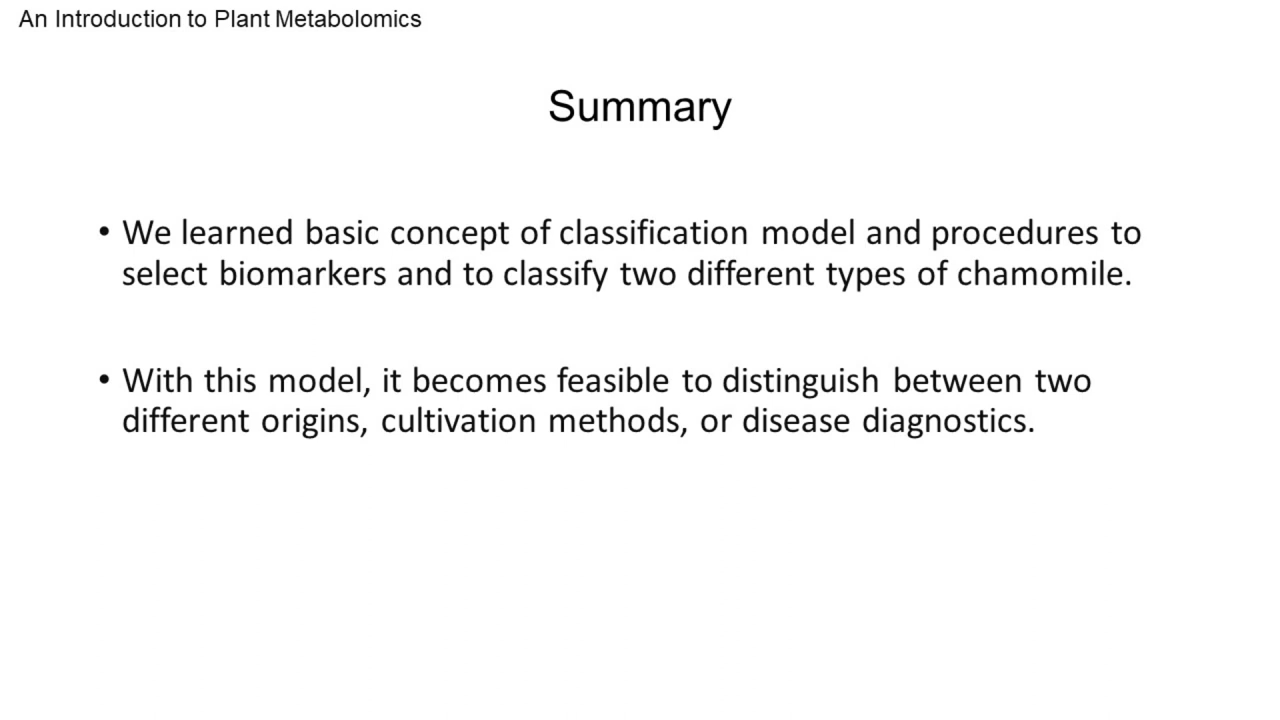 An Introduction to Plant Metabolomics
Summary
• We learned basic concept of classification model and procedures to
select biomarkers and to classify two different types of chamomile.
• With this model, it becomes feasible to distinguish between two
different origins, cultivation methods, or disease diagnostics.